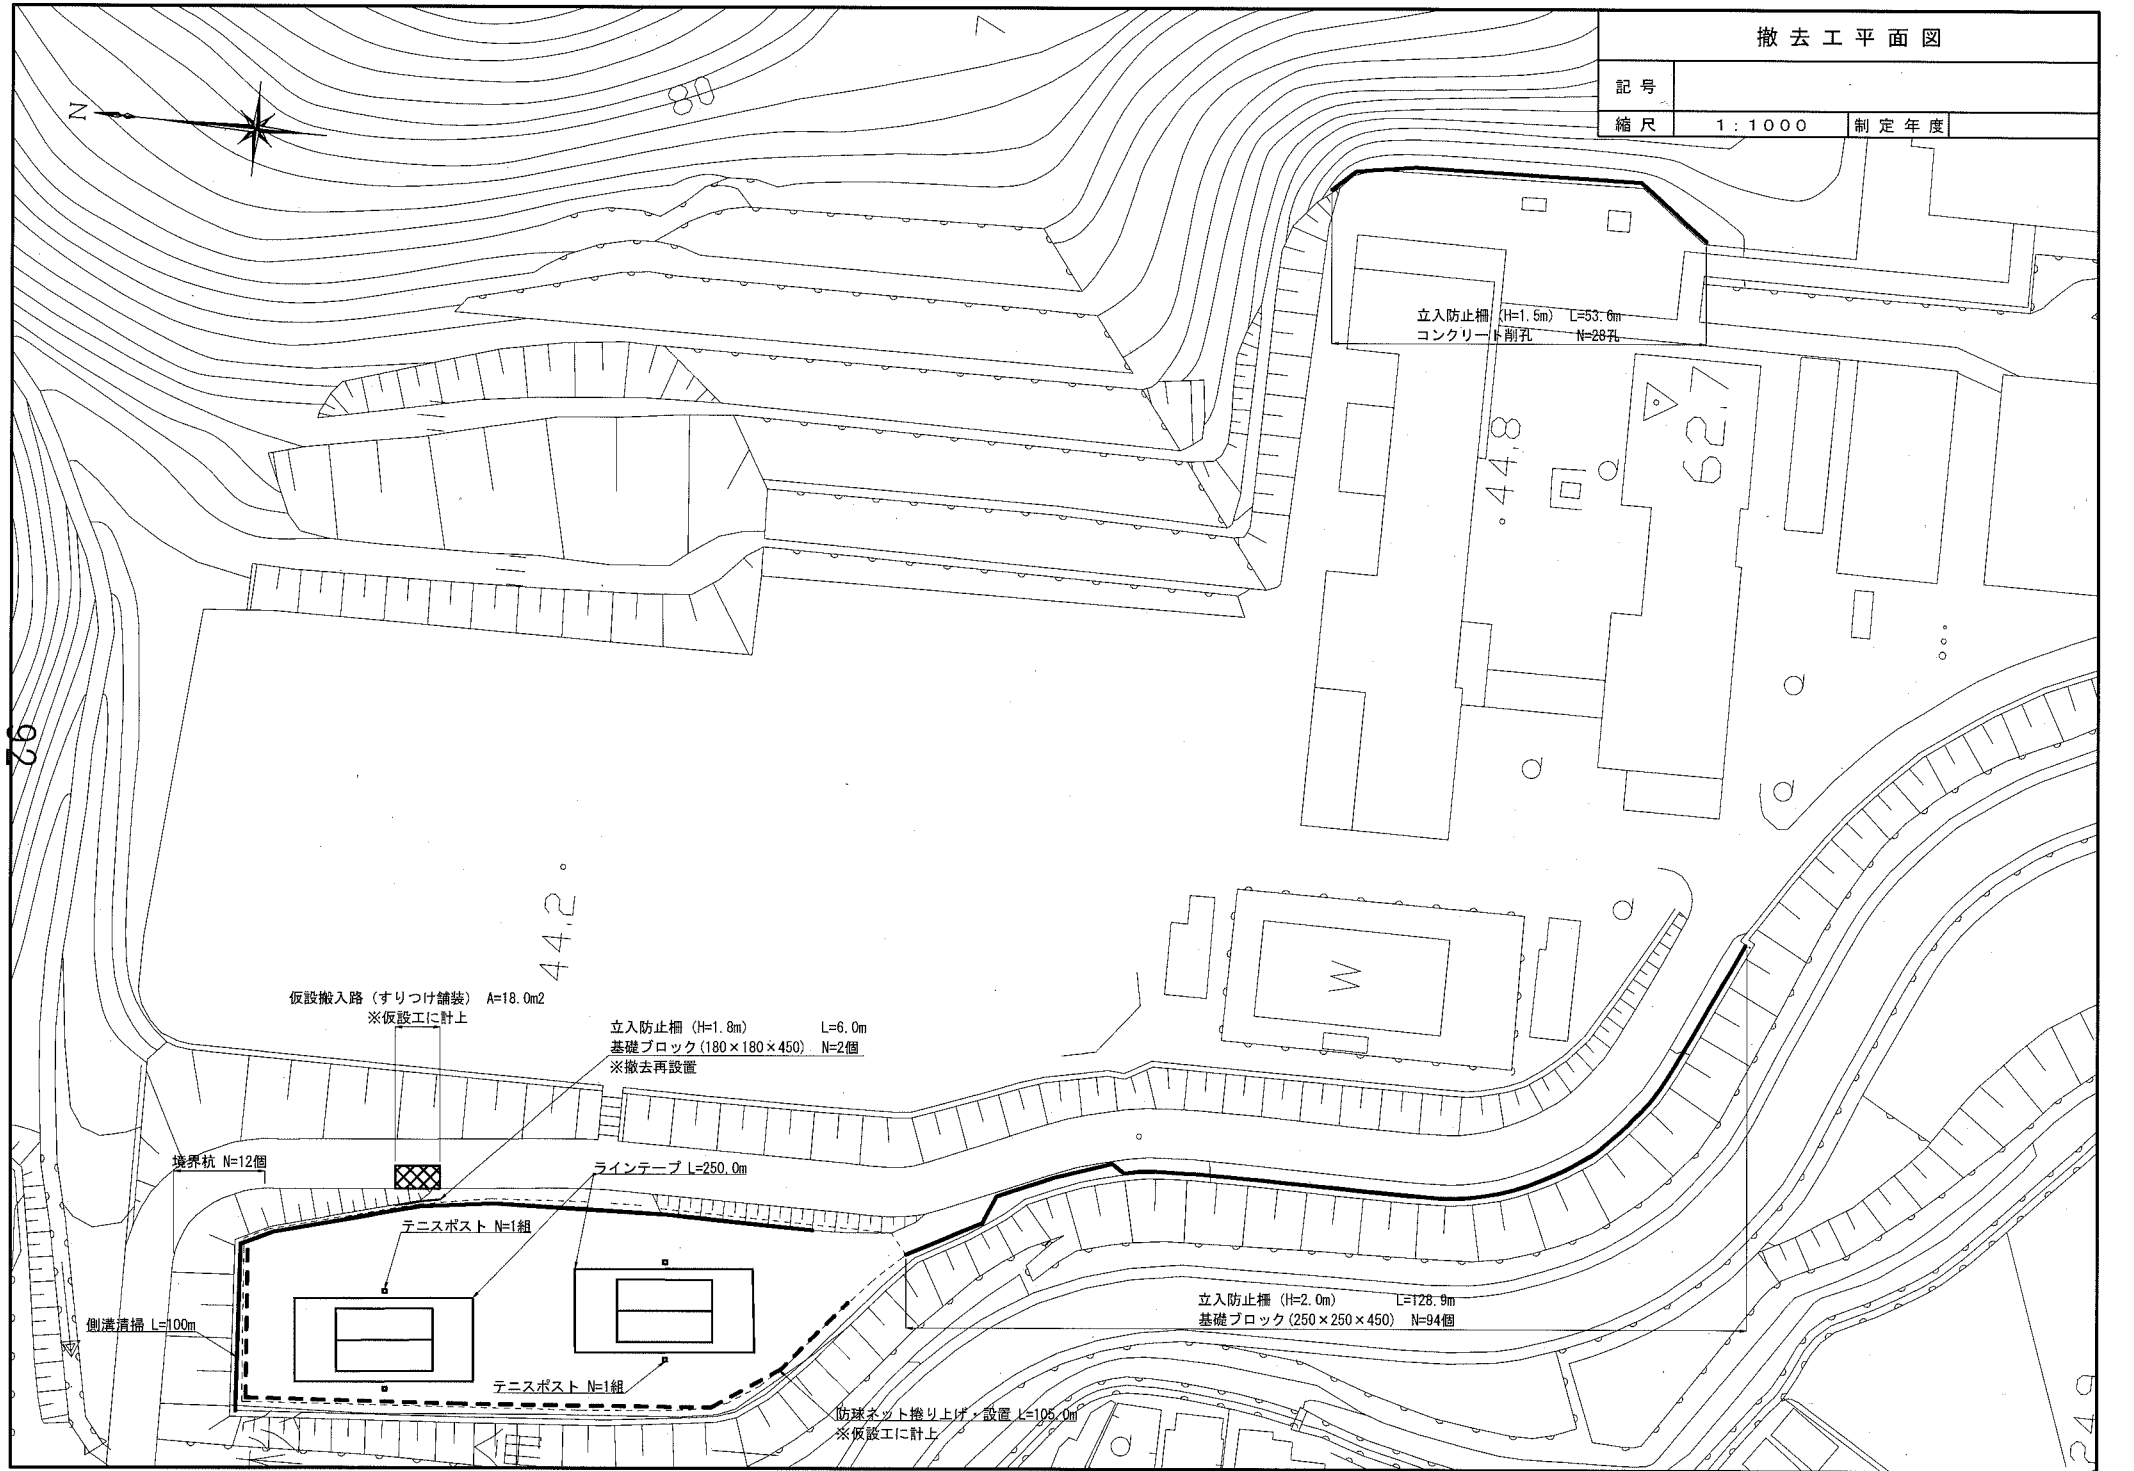 撤去工平面図
記号
縮尺 1:1000 制定年度
N
80
立入防止柵 (H=1.5m) L=53.6m
コンクリート削孔 N=28孔
44.8
62.7
92
44.2
W
仮設搬入路(すりつけ舗装) A=18.0m2
※仮設工に計上
立入防止柵 (H=1.8m) L=6.0m
基礎ブロック(180×180×450) N=2個
※撤去再設置
境界杭 N=12個
ラインテープ L=250.0m
テニスポスト N=1組
側溝清掃 L=100m
テニスポスト N=1組
防球ネット捲り上げ・設置 L=105.0m
※仮設工に計上
立入防止柵 (H=2.0m) L=128.9m
基礎ブロック(250×250×450) N=94個